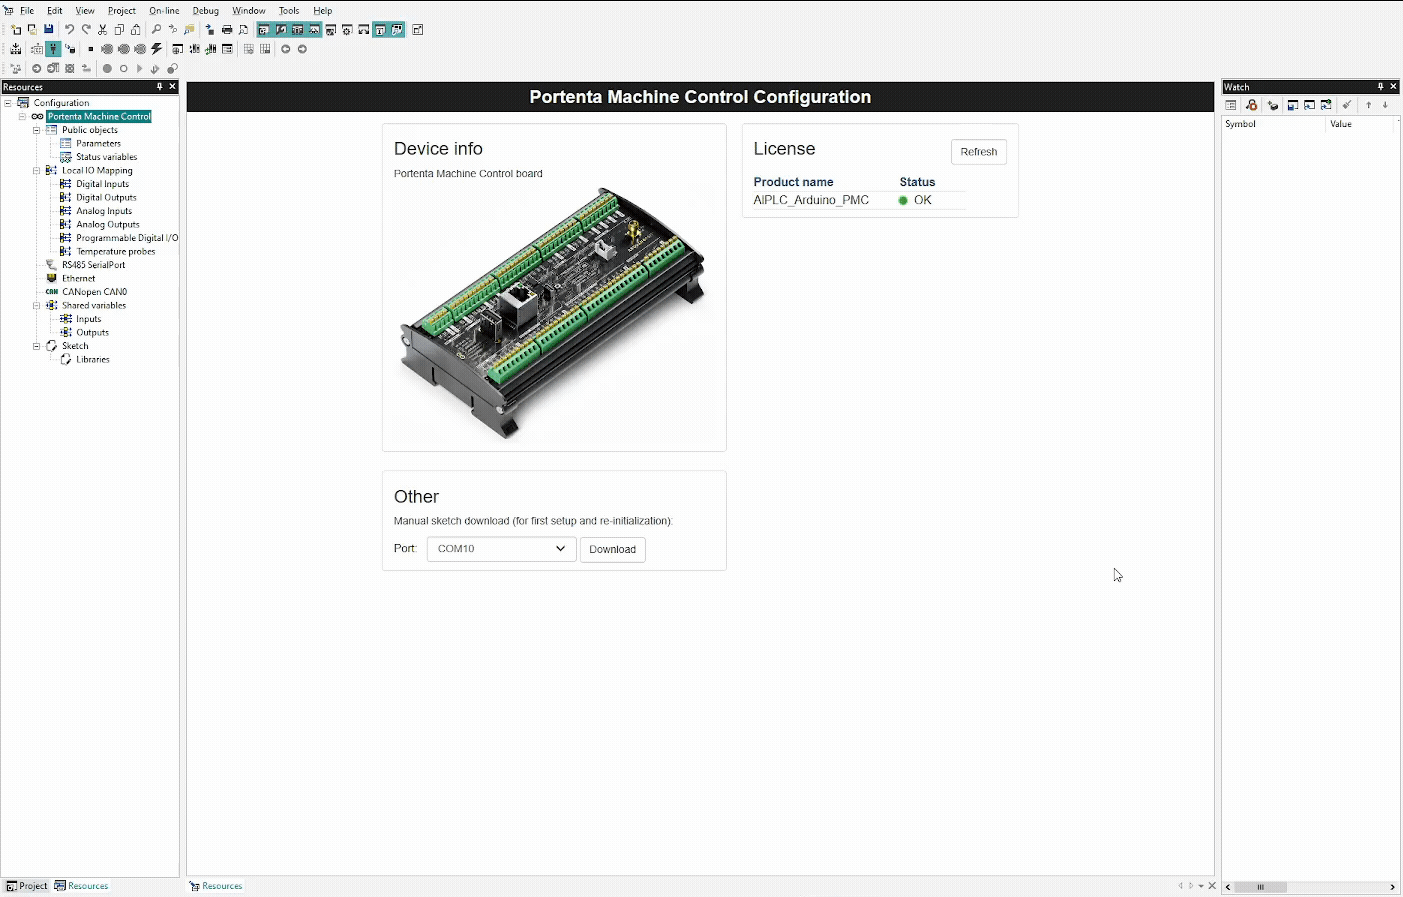 File Edit View Project On-line Debug Window Tools Help
Resources
Configuration
Portenta Machine Control
Public objects
Parameters
Status variables
Local IO Mapping
Digital Inputs
Digital Outputs
Analog Inputs
Analog Outputs
Programmable Digital I/O
Temperature probes
RS485 SerialPort
Ethernet
CAN CANopen CAN0
Shared variables
Inputs
Outputs
Sketch
Libraries
Project Resources
Portenta Machine Control Configuration
Device info
Portenta Machine Control board
License
Refresh
Product name Status
AIPLC_Arduino_PMC OK
Other
Manual sketch download (for first setup and re-initialization):
Port: COM10 Download
Resources
Watch
Symbol Value